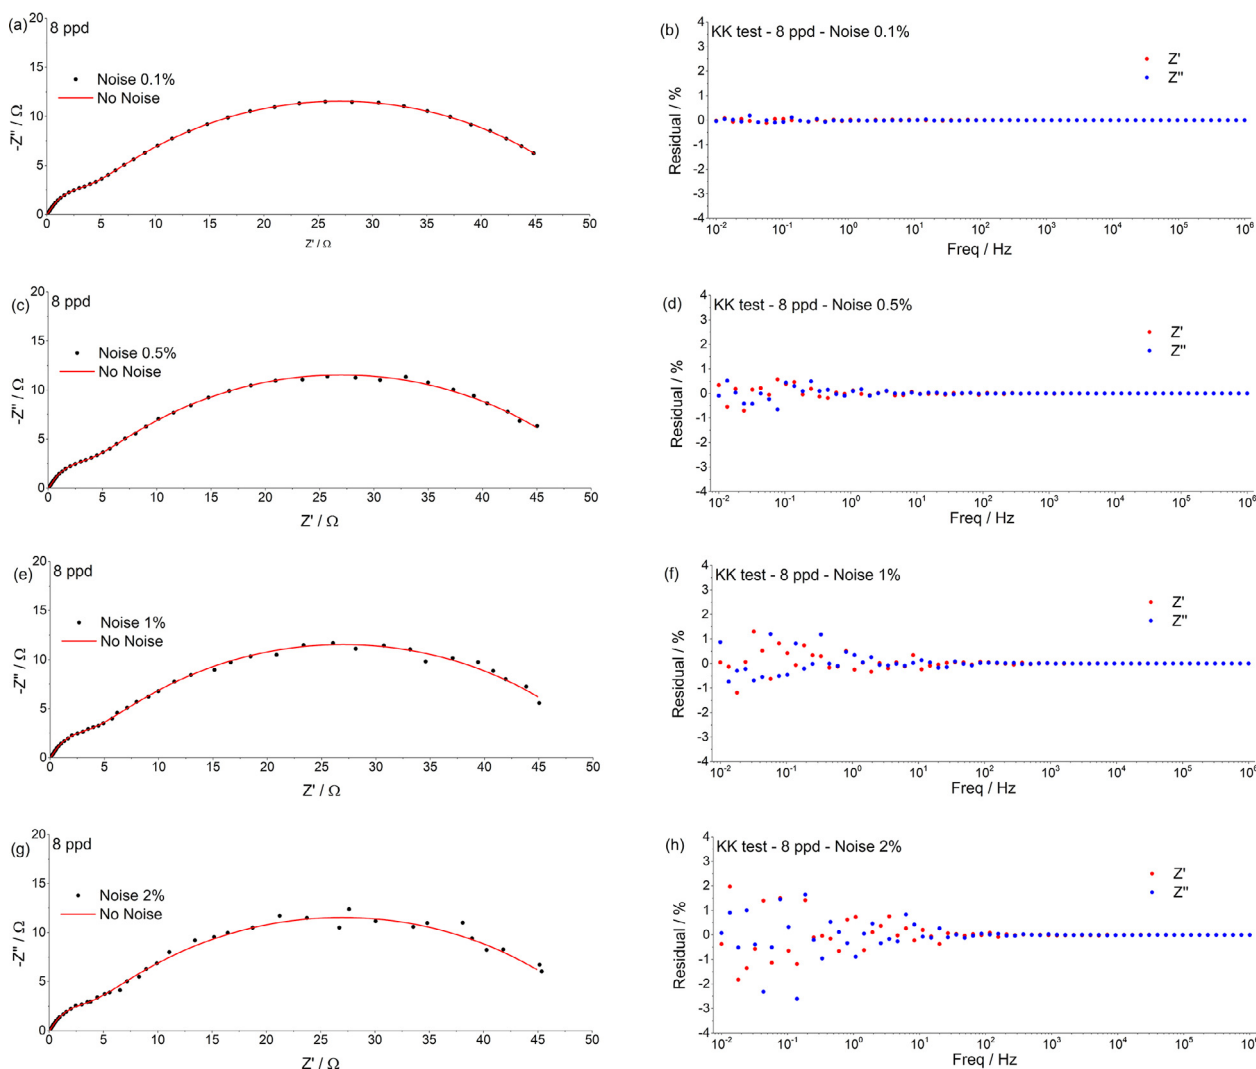 (a)
20
15
10
5
0
-Z" / Ω
8 ppd
Noise 0.1%
No Noise
0 5 10 15 20 25 30 35 40 45 50
Z' / Ω
(b)
4
3
2
1
0
-1
-2
-3
-4
Residual / %
KK test - 8 ppd - Noise 0.1%
Z'
Z"
10⁻² 10⁻¹ 10⁰ 10¹ 10² 10³ 10⁴ 10⁵ 10⁶
Freq / Hz
(c)
20
15
10
5
0
-Z" / Ω
8 ppd
Noise 0.5%
No Noise
0 5 10 15 20 25 30 35 40 45 50
Z' / Ω
(d)
4
3
2
1
0
-1
-2
-3
-4
Residual / %
KK test - 8 ppd - Noise 0.5%
Z'
Z"
10⁻² 10⁻¹ 10⁰ 10¹ 10² 10³ 10⁴ 10⁵ 10⁶
Freq / Hz
(e)
20
15
10
5
0
-Z" / Ω
8 ppd
Noise 1%
No Noise
0 5 10 15 20 25 30 35 40 45 50
Z' / Ω
(f)
4
3
2
1
0
-1
-2
-3
-4
Residual / %
KK test - 8 ppd - Noise 1%
Z'
Z"
10⁻² 10⁻¹ 10⁰ 10¹ 10² 10³ 10⁴ 10⁵ 10⁶
Freq / Hz
(g)
20
15
10
5
0
-Z" / Ω
8 ppd
Noise 2%
No Noise
0 5 10 15 20 25 30 35 40 45 50
Z' / Ω
(h)
4
3
2
1
0
-1
-2
-3
-4
Residual / %
KK test - 8 ppd - Noise 2%
Z'
Z"
10⁻² 10⁻¹ 10⁰ 10¹ 10² 10³ 10⁴ 10⁵ 10⁶
Freq / Hz